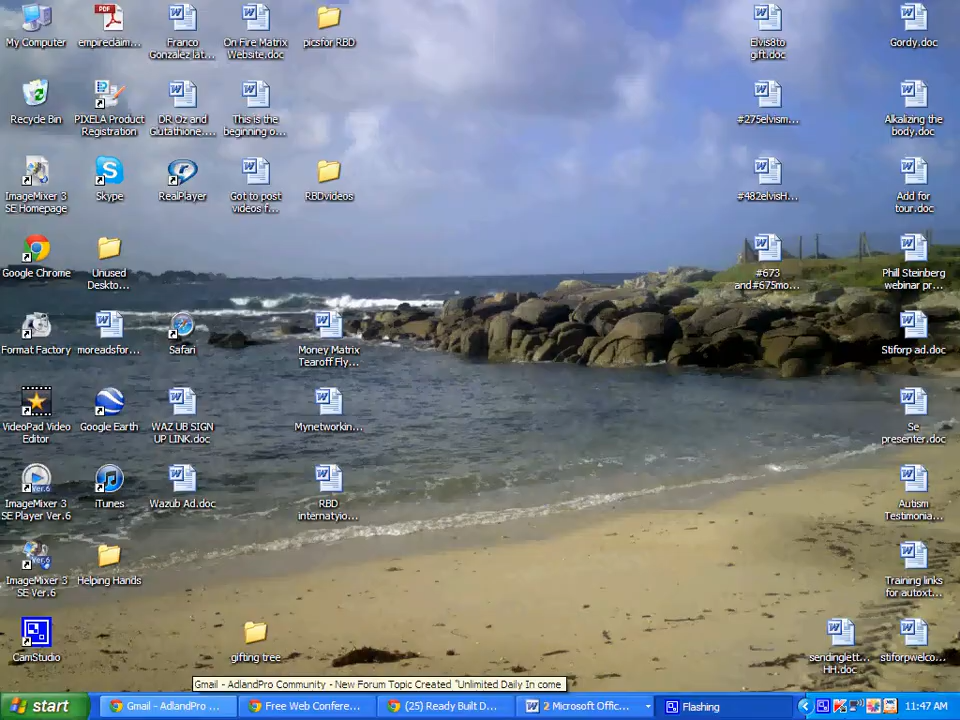 My Computer
empiredaim...
Franco
Gonzalez lat...
On Fire Matrix
Website.doc
picsfor RBD
Elvis8to
gift.doc
Gordy.doc
Recycle Bin
PIXELA Product
Registration
DR Oz and
Glutathione....
This is the
beginning o...
#275elvism...
Alkalizing the
body.doc
ImageMixer 3
SE Homepage
Skype
RealPlayer
Got to post
videos f...
RBDvideos
#482elvisH...
Add for
tour.doc
Google Chrome
Unused
Deskto...
#673
and#675mo...
Phill Steinberg
webinar pr...
Format Factory
moreadsfor...
Safari
Money Matrix
Tearoff Fly...
Stiforp ad.doc
VideoPad Video
Editor
Google Earth
WAZ UB SIGN
UP LINK.doc
Mynetworkin...
Se
presenter.doc
ImageMixer 3
SE Player Ver.6
iTunes
Wazub Ad.doc
RBD
internatyio...
Autism
Testimonia...
ImageMixer 3
SE Ver.6
Helping Hands
Training links
for autoxt...
CamStudio
gifting tree
sendinglett...
HH.doc
stiforpwelco...
Gmail - AdlandPro Community - New Forum Topic Created "Unlimited Daily In come
start
Gmail - AdlandPro ...
Free Web Confere...
(25) Ready Built D...
2 Microsoft Offic...
Flashing
11:47 AM